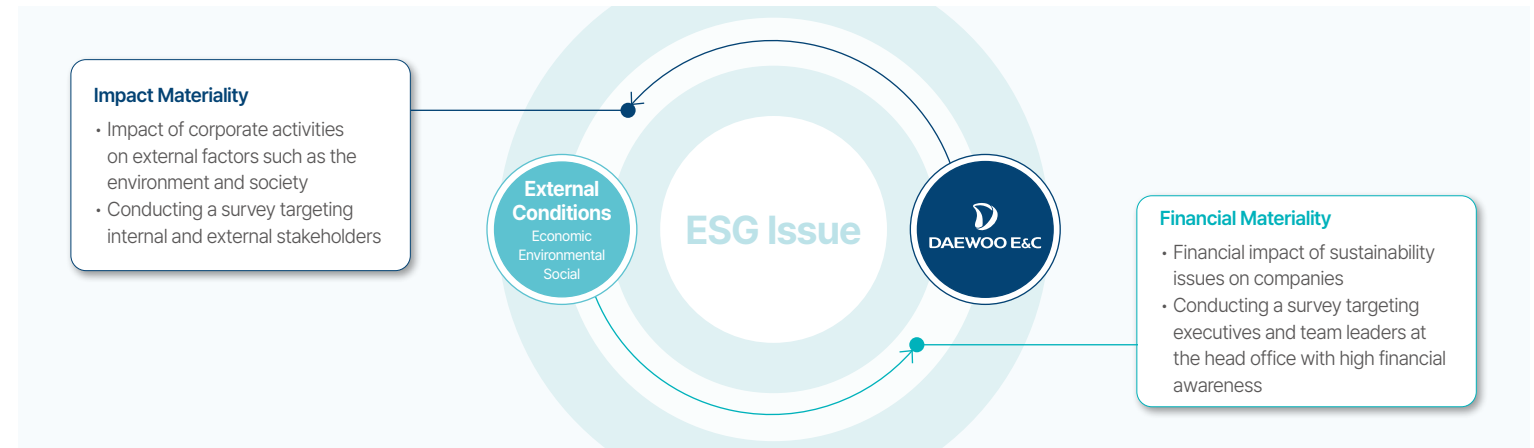 Impact Materiality
• Impact of corporate activities
on external factors such as the
environment and society
• Conducting a survey targeting
internal and external stakeholders
External
Conditions
Economic
Environmental
Social
ESG Issue
DAEWOO E&C
Financial Materiality
• Financial impact of sustainability
issues on companies
• Conducting a survey targeting
executives and team leaders at
the head office with high financial
awareness